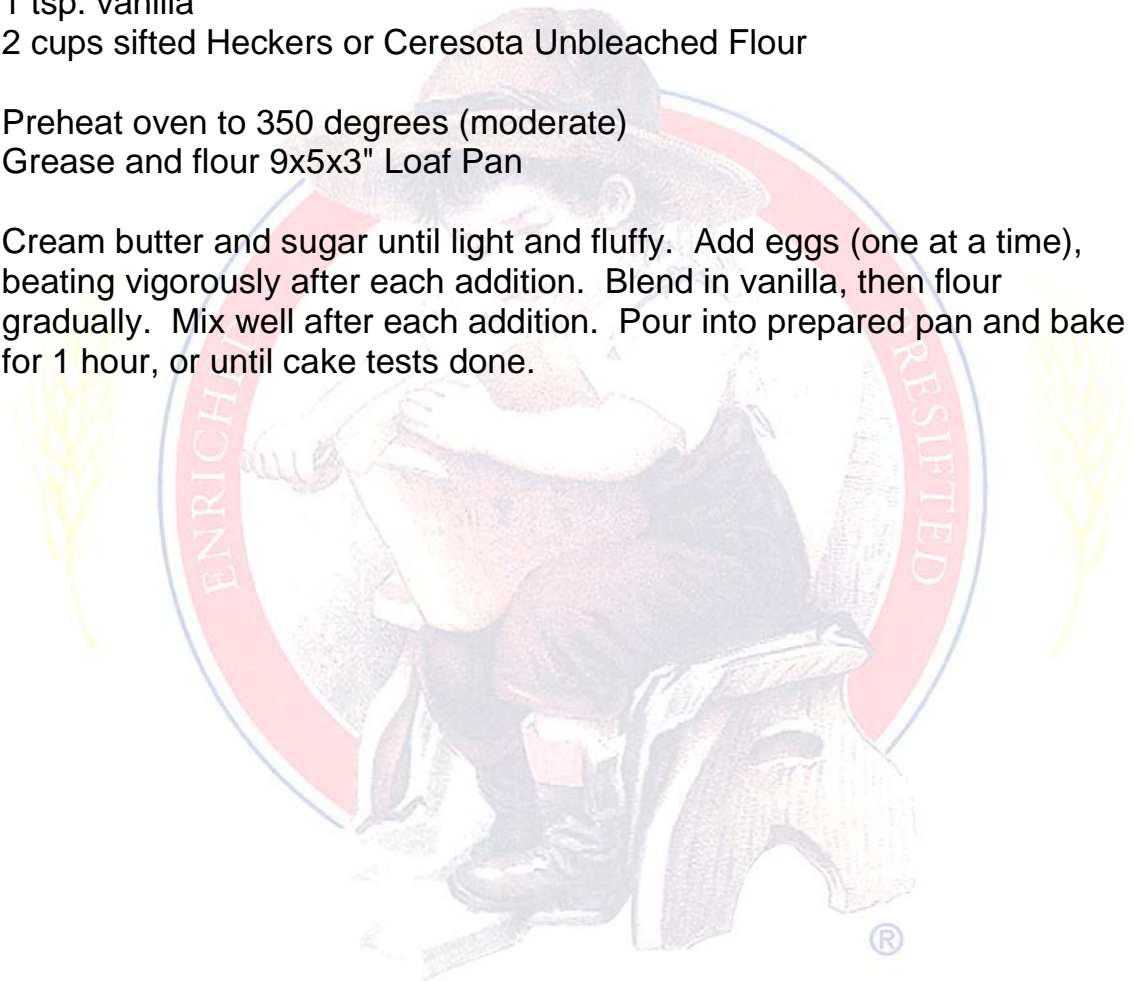 1 tsp. vanilla
2 cups sifted Heckers or Ceresota Unbleached Flour
Preheat oven to 350 degrees (moderate)
Grease and flour 9x5x3" Loaf Pan
Cream butter and sugar until light and fluffy.  Add eggs (one at a time),
beating vigorously after each addition.  Blend in vanilla, then flour
gradually.  Mix well after each addition.  Pour into prepared pan and bake
for 1 hour, or until cake tests done.
ENRICHED
PRESIFTED
®